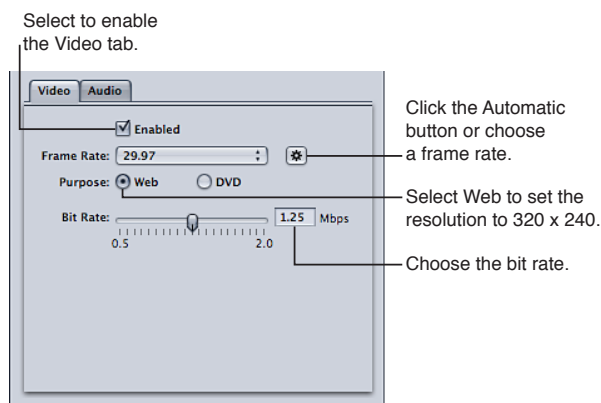 Select to enable
the Video tab.
Video Audio
Enabled
Click the Automatic
button or choose
a frame rate.
Frame Rate: 29.97
Purpose: Web DVD
Select Web to set the
resolution to 320 x 240.
Bit Rate: 1.25 Mbps
0.5 2.0
Choose the bit rate.